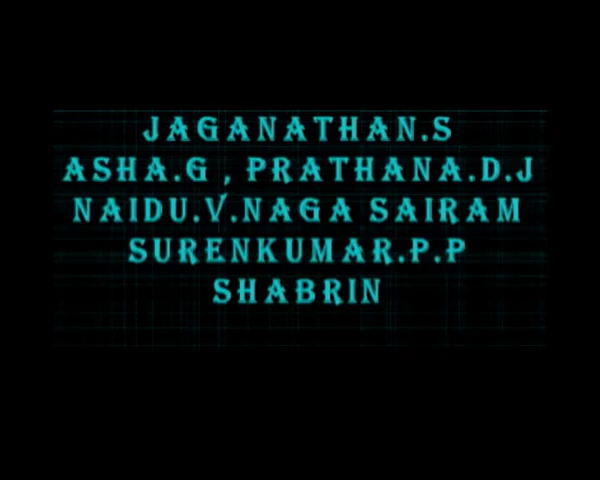 JAGANATHAN.S
ASHA.G , PRATHANA.D.J
NAIDU.V.NAGA SAIRAM
SURENKUMAR.P.P
SHABRIN